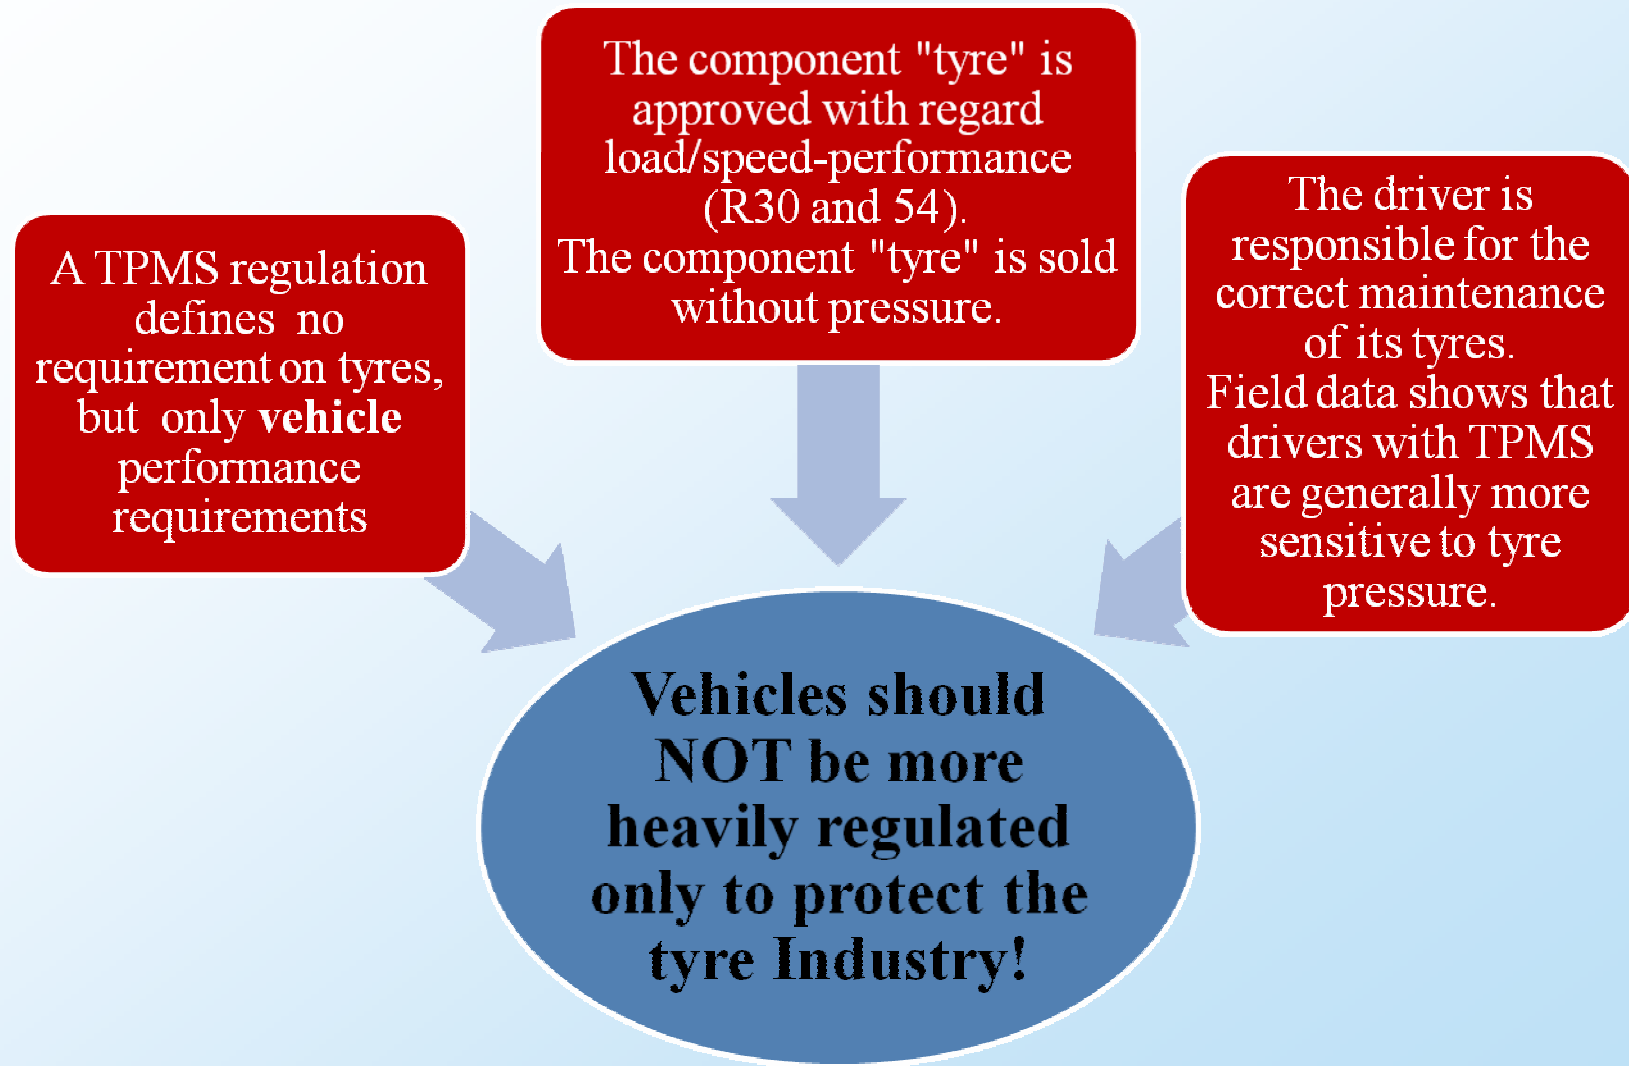 A TPMS regulation
defines no
requirement on tyres,
but only vehicle
performance
requirements
The component "tyre" is
approved with regard
load/speed-performance
(R30 and 54).
The component "tyre" is sold
without pressure.
The driver is
responsible for the
correct maintenance
of its tyres.
Field data shows that
drivers with TPMS
are generally more
sensitive to tyre
pressure.
Vehicles should
NOT be more
heavily regulated
only to protect the
tyre Industry!